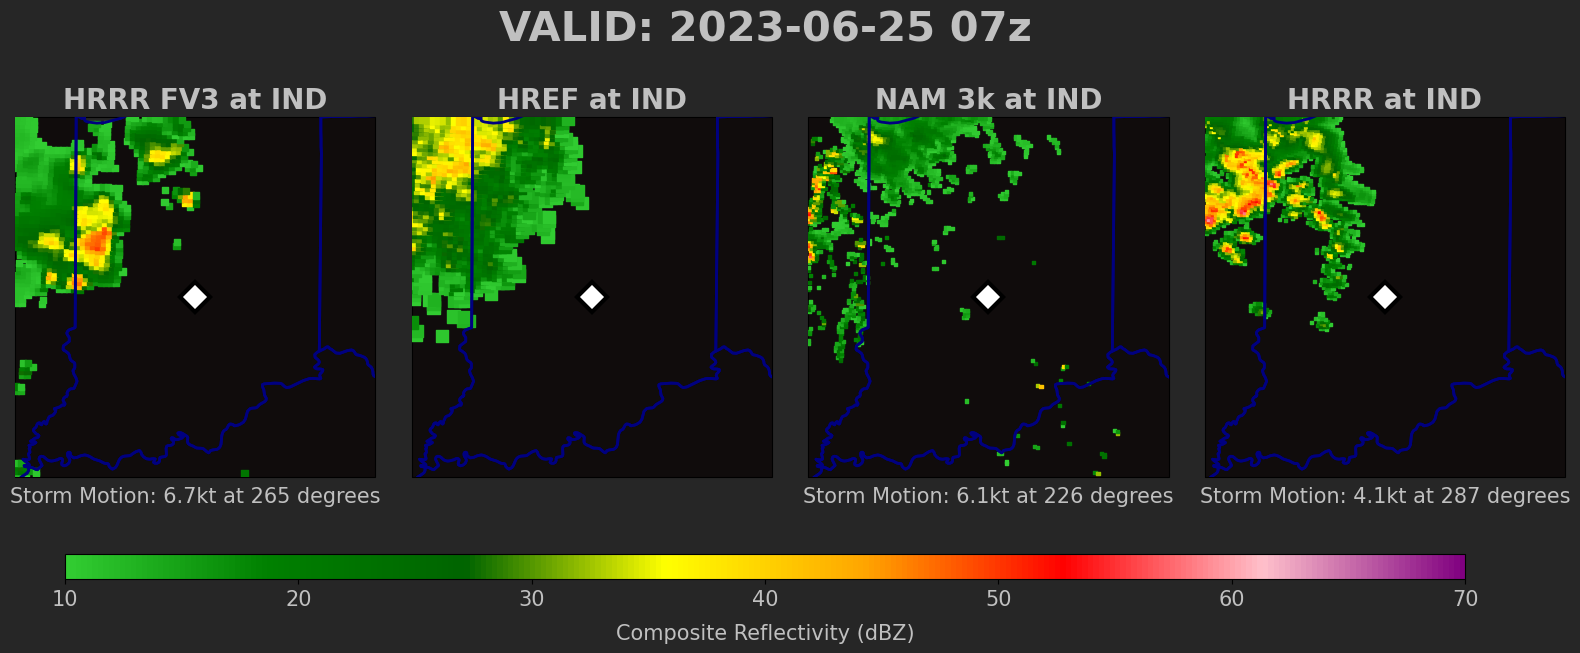 VALID: 2023-06-25 07z
HRRR FV3 at IND
HREF at IND
NAM 3k at IND
HRRR at IND
Storm Motion: 6.7kt at 265 degrees
Storm Motion: 6.1kt at 226 degrees
Storm Motion: 4.1kt at 287 degrees
10 20 30 40 50 60 70
Composite Reflectivity (dBZ)